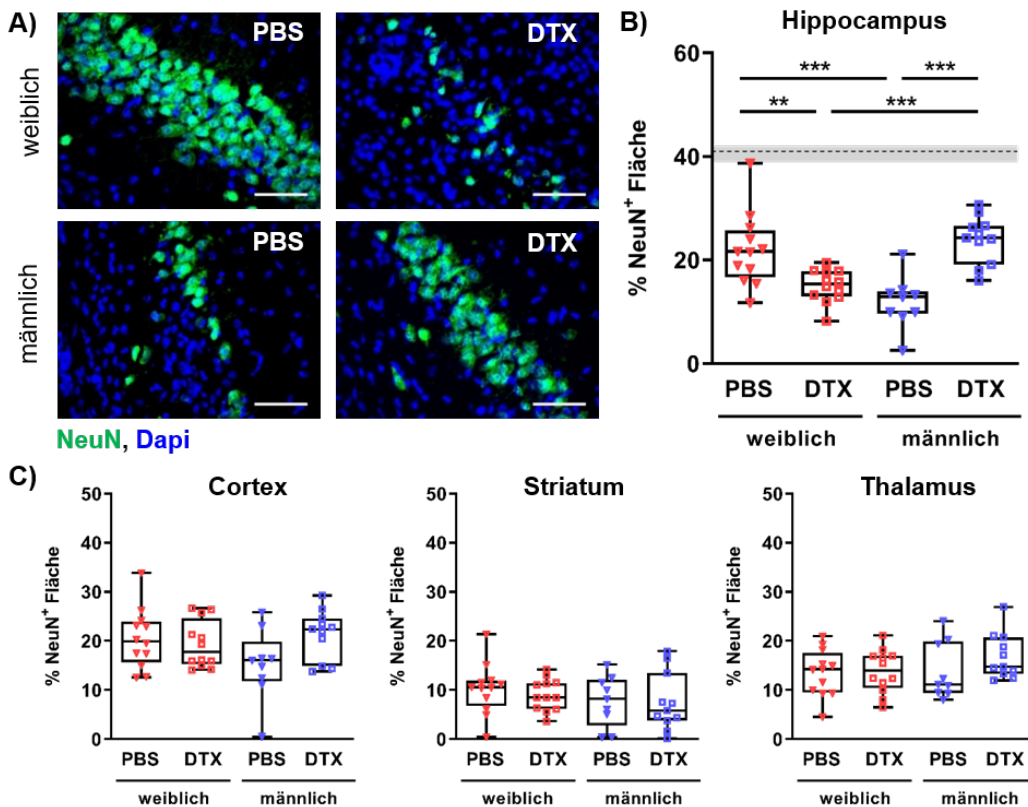 A)
PBS
DTX
weiblich
PBS
DTX
männlich
NeuN, Dapi
B)
Hippocampus
% NeuN⁺ Fläche
60
40
20
0
***
***
**
***
PBS
DTX
PBS
DTX
weiblich
männlich
C)
Cortex
% NeuN⁺ Fläche
50
40
30
20
10
0
PBS
DTX
PBS
DTX
weiblich
männlich
Striatum
% NeuN⁺ Fläche
50
40
30
20
10
0
PBS
DTX
PBS
DTX
weiblich
männlich
Thalamus
% NeuN⁺ Fläche
50
40
30
20
10
0
PBS
DTX
PBS
DTX
weiblich
männlich